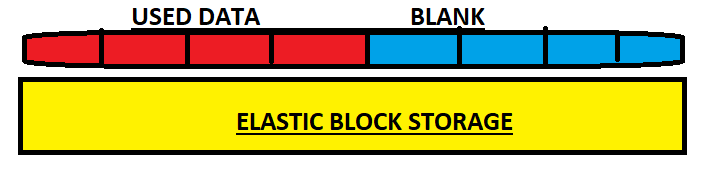 USED DATA BLANK
ELASTIC BLOCK STORAGE